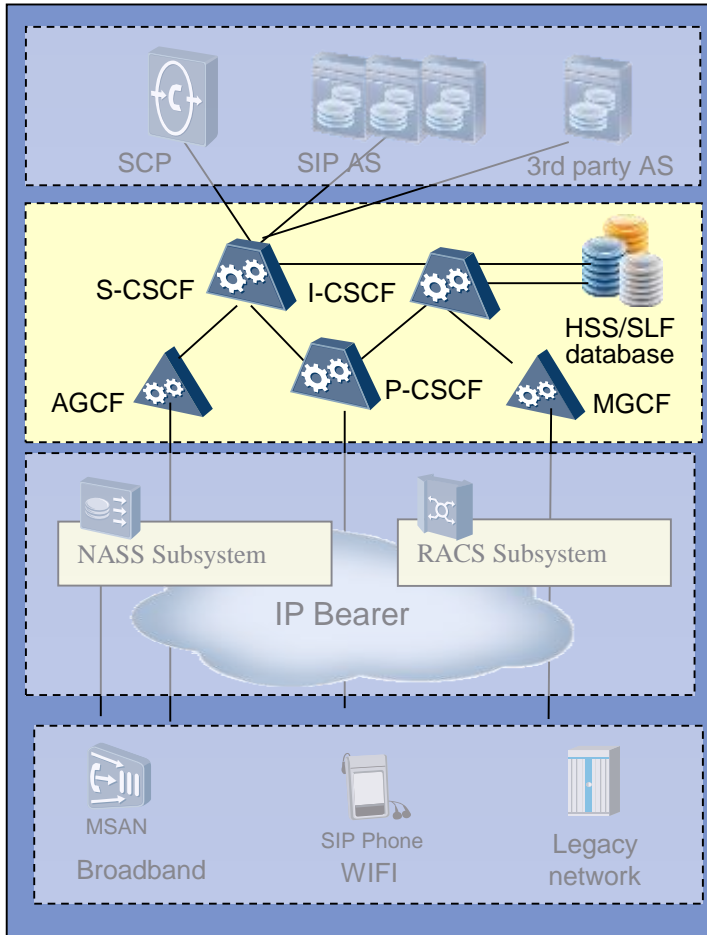 SCP
SIP AS
3rd party AS
S-CSCF
I-CSCF
HSS/SLF
database
AGCF
P-CSCF
MGCF
NASS Subsystem
RACS Subsystem
IP Bearer
MSAN
Broadband
SIP Phone
WIFI
Legacy
network